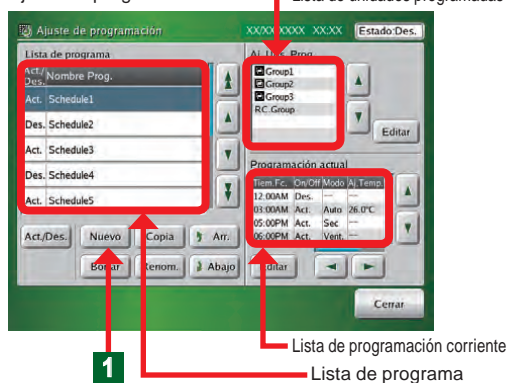 Lista de unidades programadas
Ajuste de programación XX/XX/XXXX XX:XX Estado:Des.
Lista de programa
Act./Des. Nombre Prog.
Act. Schedule1
Des. Schedule2
Act. Schedule3
Des. Schedule4
Act. Schedule5
Group1
Group2
Group3
RC Group
Editar
Programación actual
Tiem.Fc. On/Off Modo Aj.Temp.
12:00AM Des. --- ---
03:00AM Act. Auto 26.0°C
05:00PM Act. Sec ---
06:00PM Act. Vent. ---
Act./Des. Nuevo Copia Arr.
Borrar Renom. Abajo Editar
Cerrar
Lista de programación corriente
1 Lista de programa